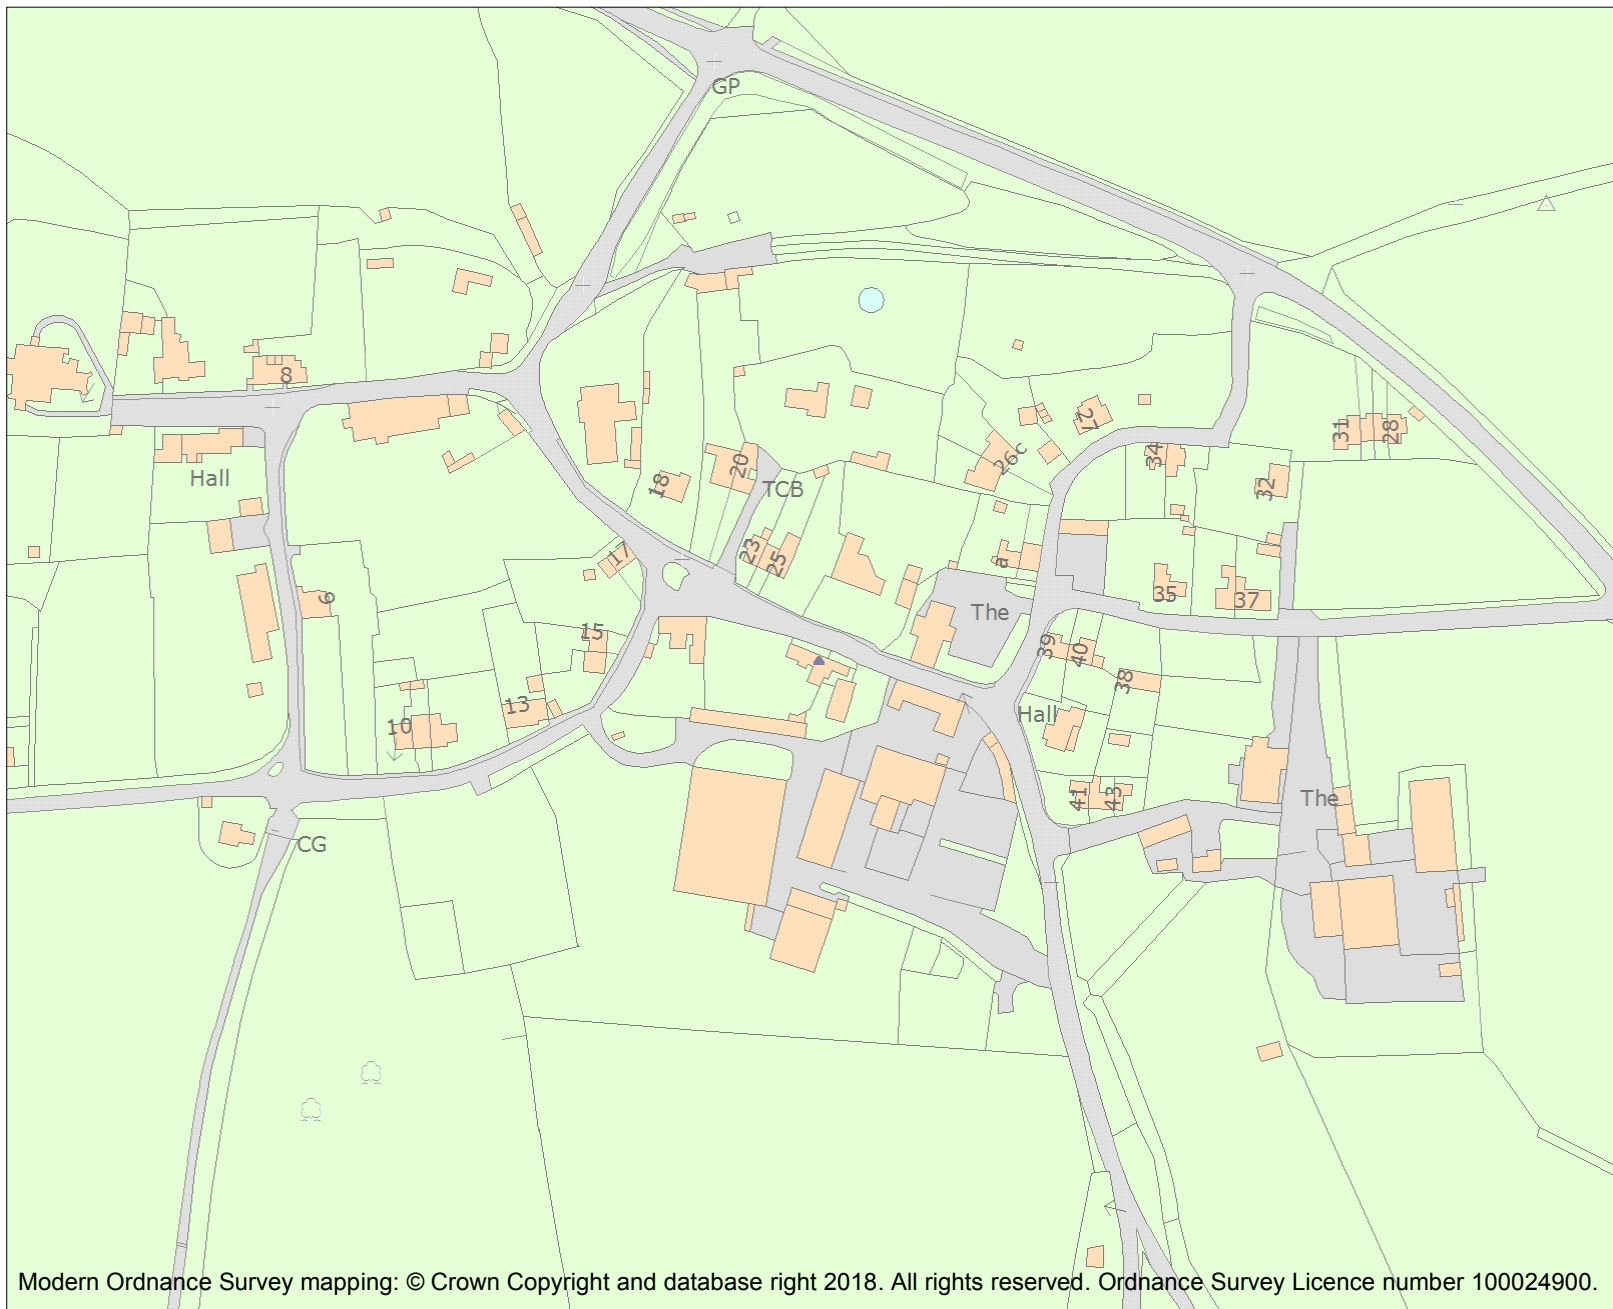 GP
8
27
31
28
34
26c
20
Hall
18
TCB
32
23
25
17
a
35
6
37
The
15
39
40
38
13
Hall
10
41
43
The
CG
Modern Ordnance Survey mapping: © Crown Copyright and database right 2018. All rights reserved. Ordnance Survey Licence number 100024900.